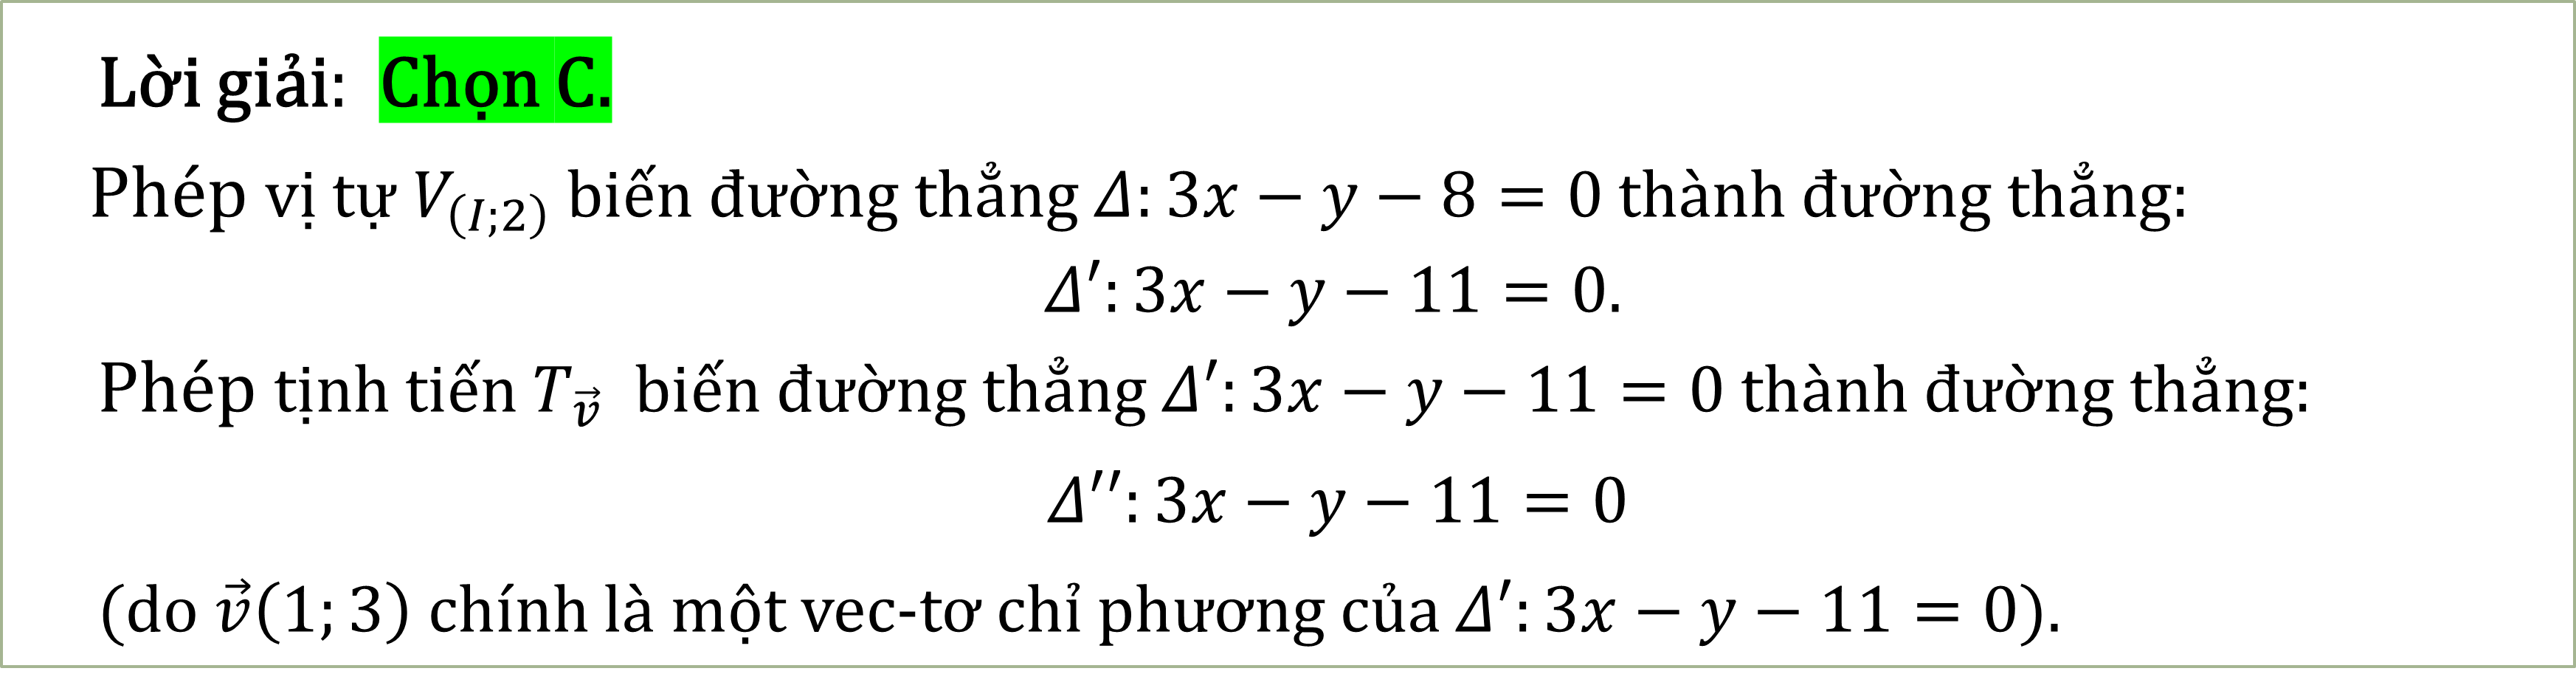 Lời giải: Chọn C.
Phép vị tự V(I;2) biến đường thẳng Δ: 3x − y − 8 = 0 thành đường thẳng:
Δ′: 3x − y − 11 = 0.
Phép tịnh tiến T v⃗ biến đường thẳng Δ′: 3x − y − 11 = 0 thành đường thẳng:
Δ′′: 3x − y − 11 = 0
(do v⃗(1; 3) chính là một vec-tơ chỉ phương của Δ′: 3x − y − 11 = 0).